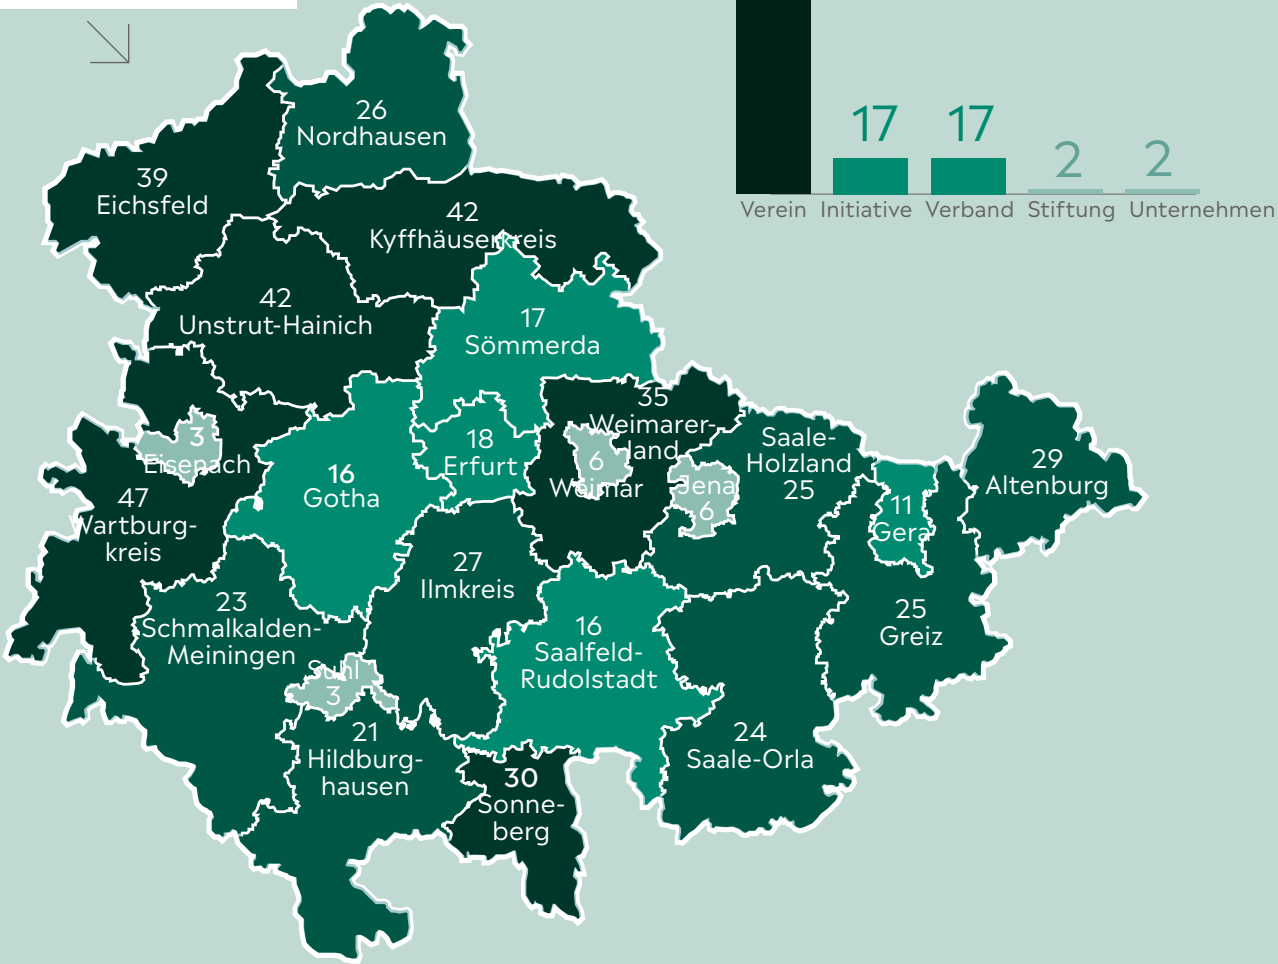 17
17
2
2
Verein
Initiative
Verband
Stiftung
Unternehmen
26
Nordhausen
39
Eichsfeld
42
Kyffhäuserkreis
42
Unstrut-Hainich
17
Sömmerda
35
Weimarer-
land
6
Weimar
18
Erfurt
3
Eisenach
16
Gotha
47
Wartburg-
kreis
Saale-
Holzland
25
Jena
6
11
Gera
29
Altenburg
27
Ilmkreis
23
Schmalkalden-
Meiningen
Suhl
3
16
Saalfeld-
Rudolstadt
25
Greiz
24
Saale-Orla
21
Hildburg-
hausen
30
Sonne-
berg